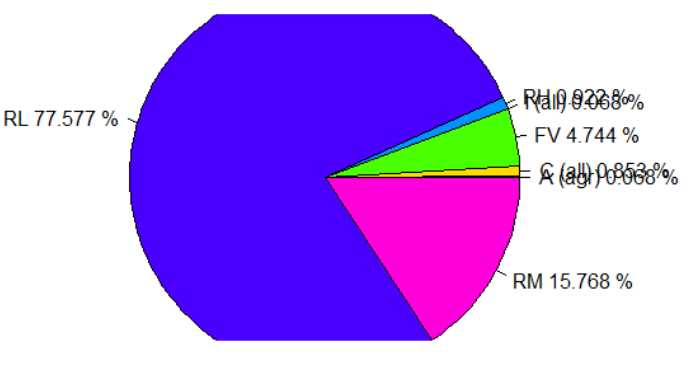 RH 0.922 %
I (all) 0.068 %
RL 77.577 %
FV 4.744 %
C (all) 0.853 %
A (agr) 0.068 %
RM 15.768 %